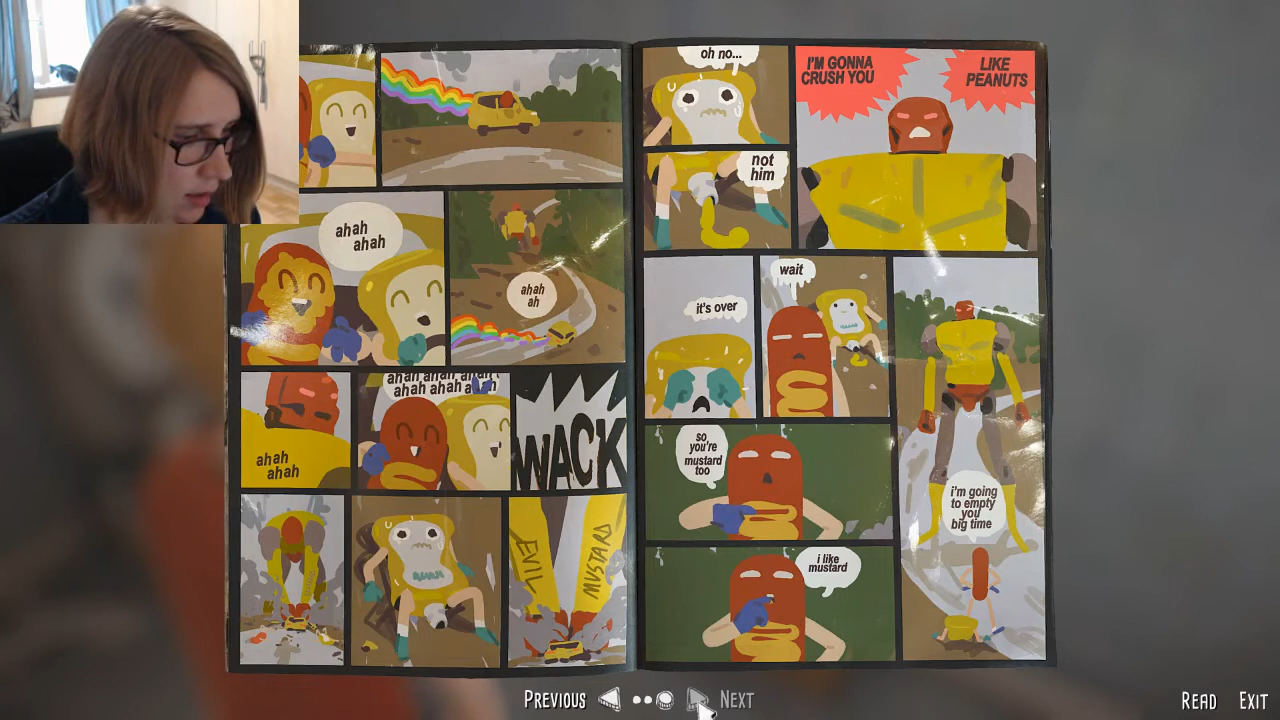 ahah
ahah
ahah
ah
ahah
ahah
ahah ahah ahah
ahah ahah ahah
WACK
EVIL
MUSTARD
oh no...
not
him
I'M GONNA
CRUSH YOU
LIKE
PEANUTS
it's over
wait
so
you're
mustard
too
i like
mustard
i'm going
to empty
you
big time
PREVIOUS
NEXT
READ
EXIT